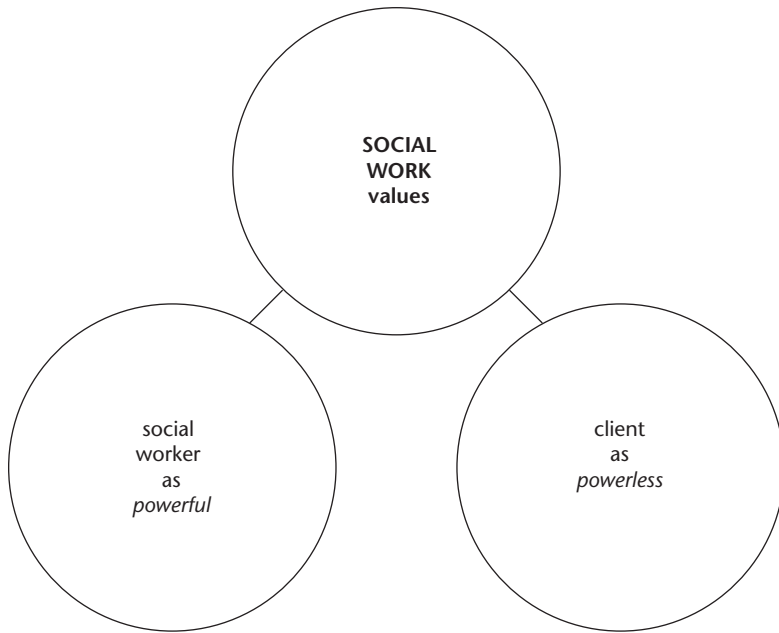 SOCIAL
WORK
values
social
worker
as
powerful
client
as
powerless